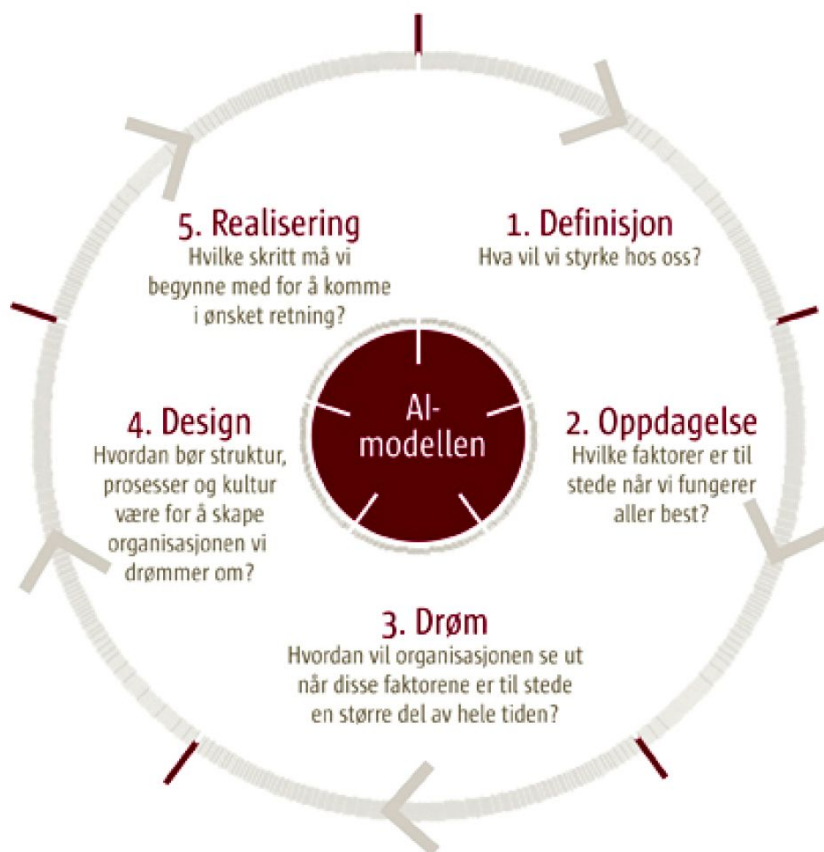 5. Realisering
Hvilke skritt må vi
begynne med for å komme
i ønsket retning?
1. Definisjon
Hva vil vi styrke hos oss?
AI-
modellen
4. Design
Hvordan bør struktur,
prosesser og kultur
være for å skape
organisasjonen vi
drømmer om?
2. Oppdagelse
Hvilke faktorer er til
stede når vi fungerer
aller best?
3. Drøm
Hvordan vil organisasjonen se ut
når disse faktorene er til stede
en større del av hele tiden?